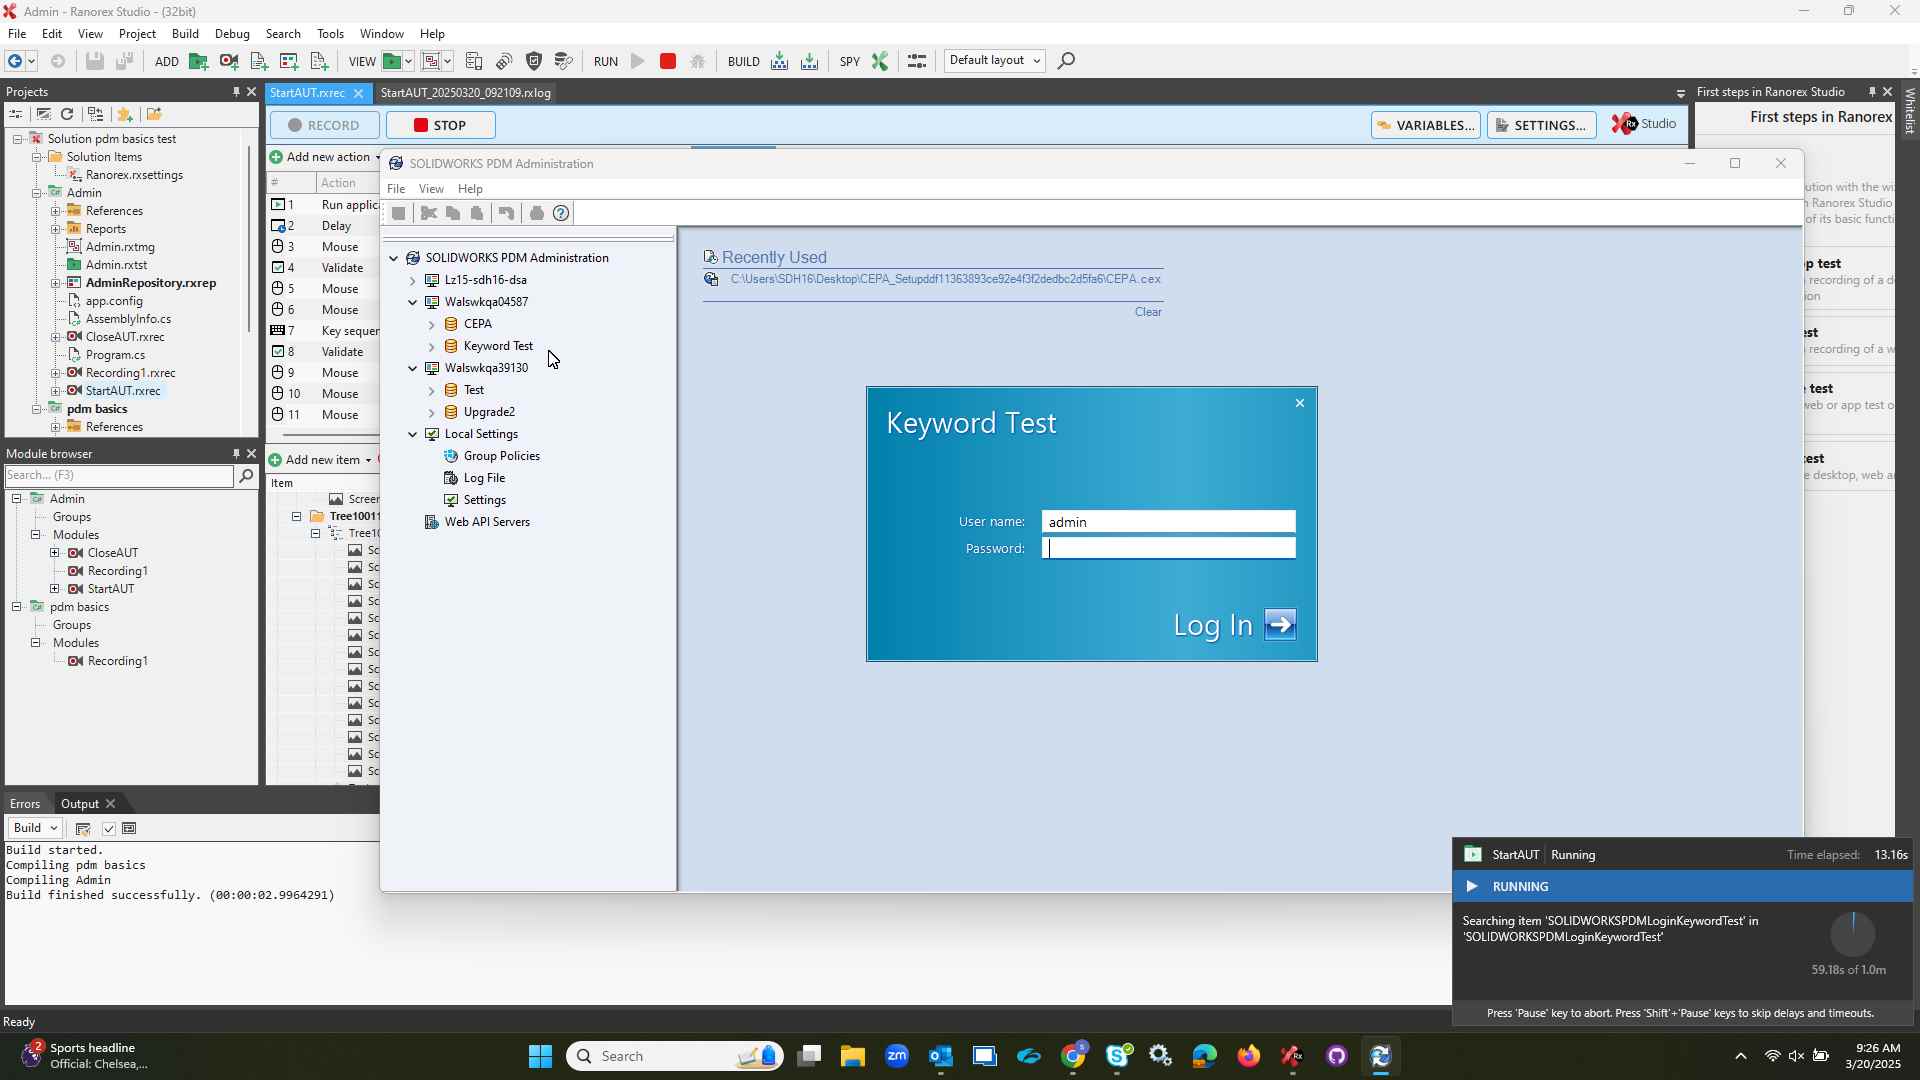 Admin - Ranorex Studio - (32bit)
File Edit View Project Build Debug Search Tools Window Help
ADD VIEW RUN BUILD SPY Default layout
Projects
Solution pdm basics test
Solution Items
Ranorex.rxsettings
Admin
References
Reports
Admin.rxtmg
Admin.rxtst
AdminRepository.rxrep
app.config
AssemblyInfo.cs
CloseAUT.rxrec
Program.cs
Recording1.rxrec
StartAUT.rxrec
pdm basics
References
Module browser
Search... (F3)
Admin
Groups
Modules
CloseAUT
Recording1
StartAUT
pdm basics
Groups
Modules
Recording1
StartAUT.rxrec StartAUT_20250320_092109.rxlog
RECORD STOP VARIABLES... SETTINGS... Rx Studio
Add new action
# Action
1 Run applic
2 Delay
3 Mouse
4 Validate
5 Mouse
6 Mouse
7 Key sequer
8 Validate
9 Mouse
10 Mouse
11 Mouse
Add new item
Item
Screer
Tree10011
Tree10
Sc
Sc
Sc
Sc
Sc
Sc
Sc
Sc
Sc
Sc
Sc
Sc
Sc
Sc
SOLIDWORKS PDM Administration
File View Help
SOLIDWORKS PDM Administration
Lz15-sdh16-dsa
Walswkqa04587
CEPA
Keyword Test
Walswkqa39130
Test
Upgrade2
Local Settings
Group Policies
Log File
Settings
Web API Servers
Recently Used
C:\Users\SDH16\Desktop\CEPA_Setupddf11363893ce92e4f3f2dedbc2d5fa6\CEPA.cex
Clear
Keyword Test
User name: admin
Password:
Log In
First steps in Ranorex Studio
First steps in Ranorex
Whitelist
ution with the wi
n Ranorex Studio
of its basic functi
p test
recording of a d
ion
est
recording of a w
e test
web or app test o
test
e desktop, web a
Errors Output
Build
Build started.
Compiling pdm basics
Compiling Admin
Build finished successfully. (00:00:02.9964291)
StartAUT Running Time elapsed: 13.16s
RUNNING
Searching item 'SOLIDWORKSPDMLoginKeywordTest' in
'SOLIDWORKSPDMLoginKeywordTest'
59.18s of 1.0m
Press 'Pause' key to abort. Press 'Shift'+'Pause' keys to skip delays and timeouts.
Ready
2
Sports headline
Official: Chelsea,...
Search
zm
9:26 AM
3/20/2025